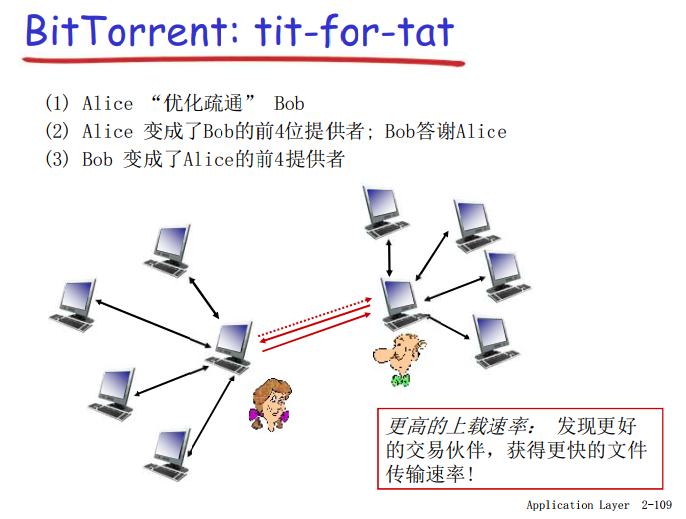 BitTorrent: tit-for-tat
(1) Alice “优化疏通” Bob
(2) Alice 变成了Bob的前4位提供者; Bob答谢Alice
(3) Bob 变成了Alice的前4提供者
更高的上载速率： 发现更好
的交易伙伴，获得更快的文件
传输速率!
Application Layer 2-109